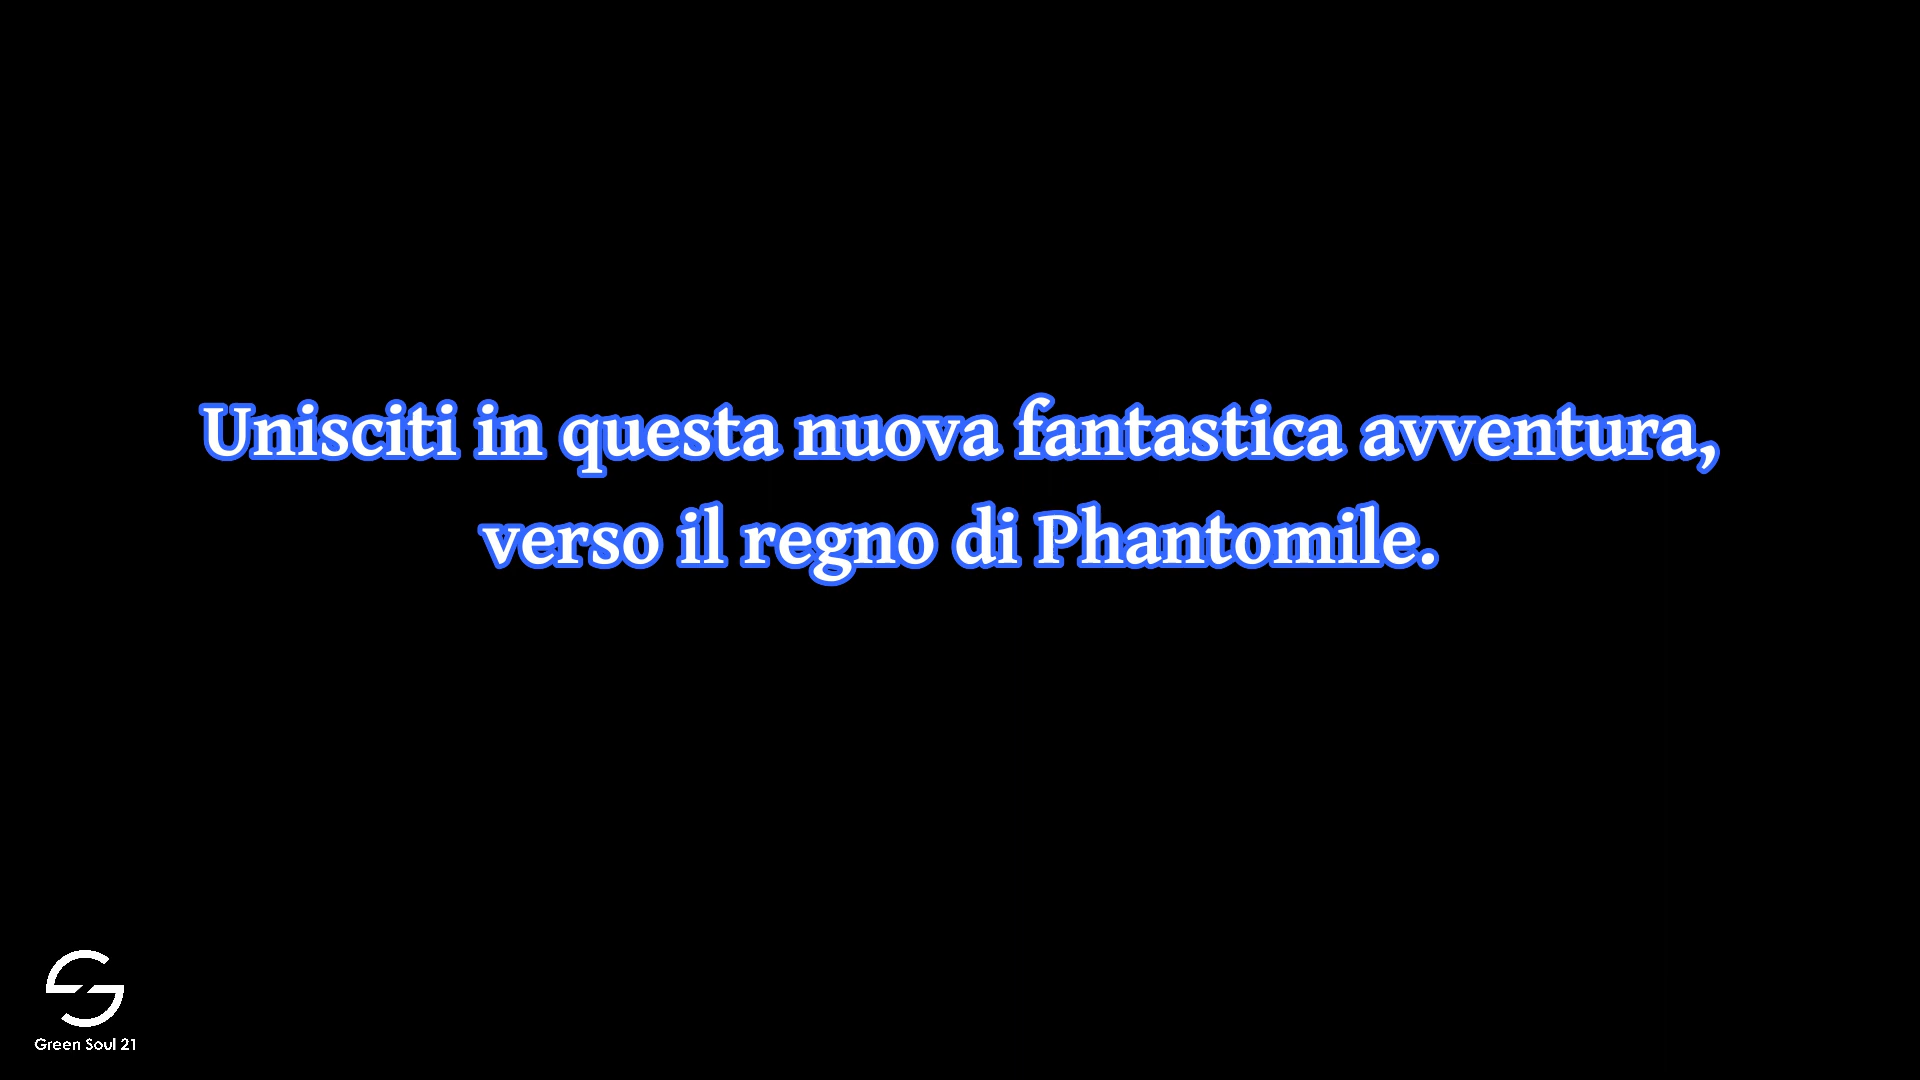 Unisciti in questa nuova fantastica avventura,
verso il regno di Phantomile.
Green Soul 21